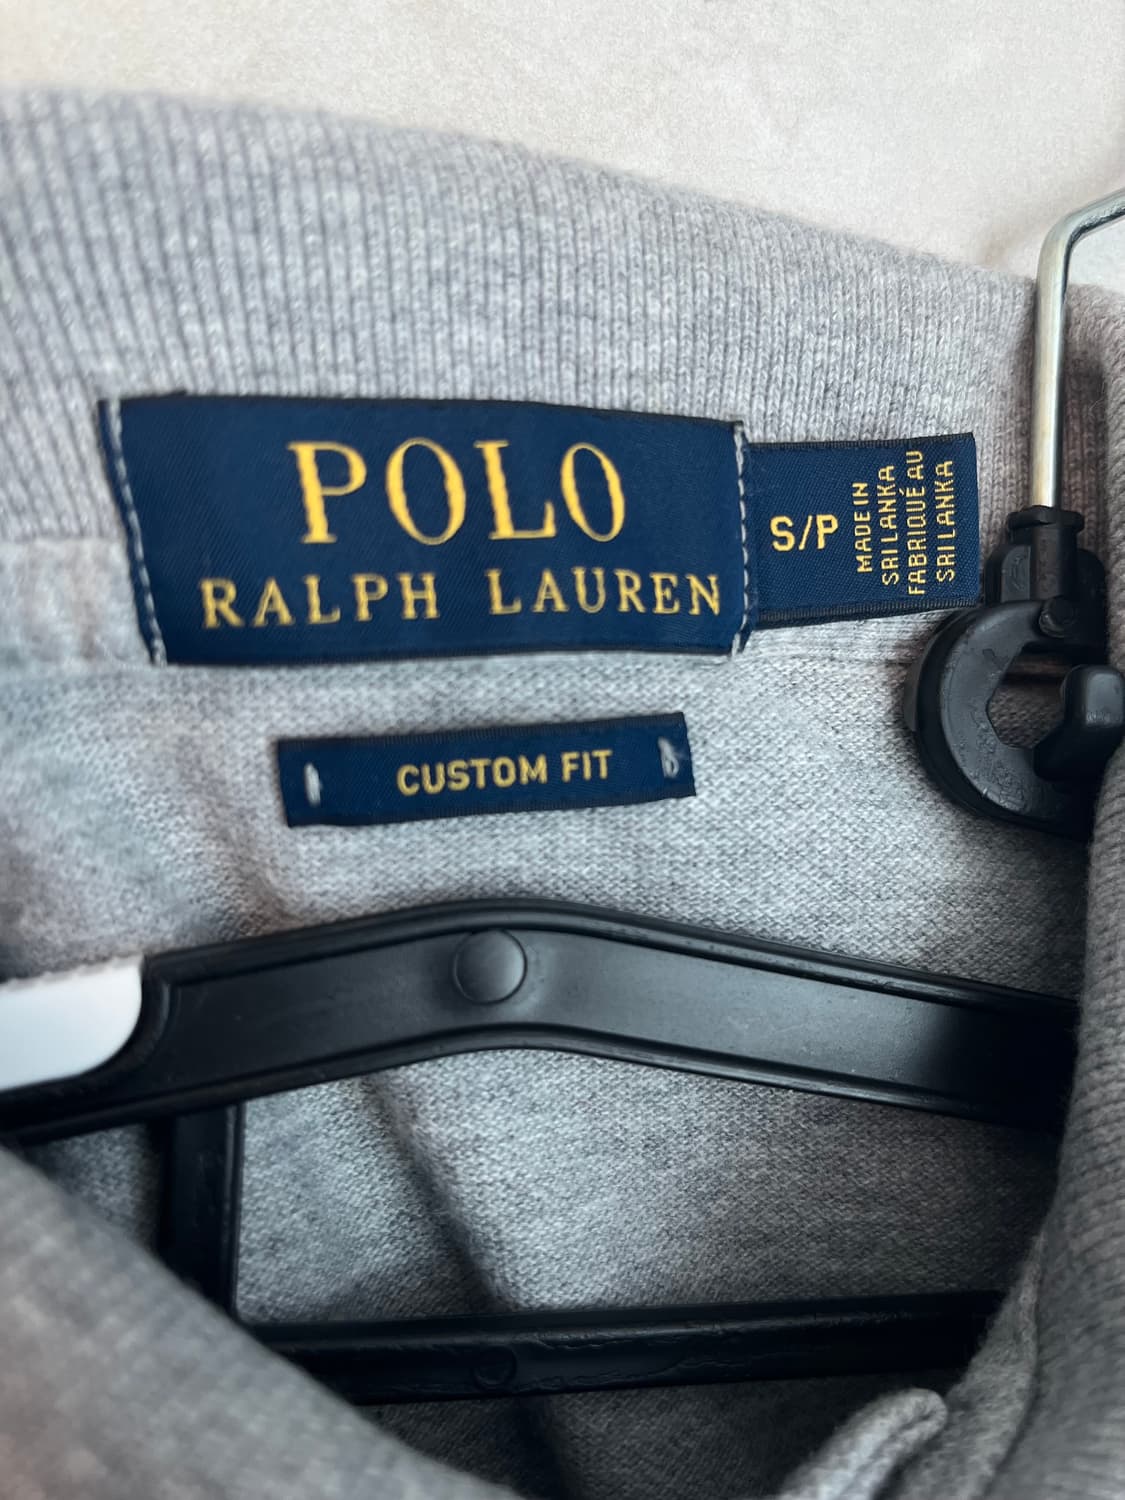 POLO
RALPH LAUREN
S/P
MADE IN
SRI LANKA
FABRIQUÉ AU
SRI LANKA
CUSTOM FIT